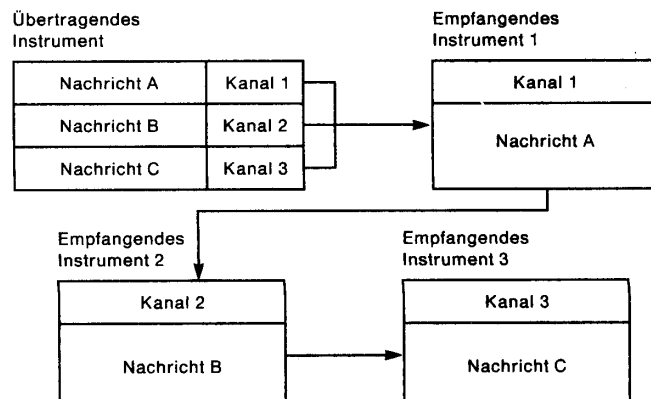 Übertragendes
Instrument
Nachricht A Kanal 1
Nachricht B Kanal 2
Nachricht C Kanal 3
Empfangendes
Instrument 1
Kanal 1
Nachricht A
Empfangendes
Instrument 2
Kanal 2
Nachricht B
Empfangendes
Instrument 3
Kanal 3
Nachricht C